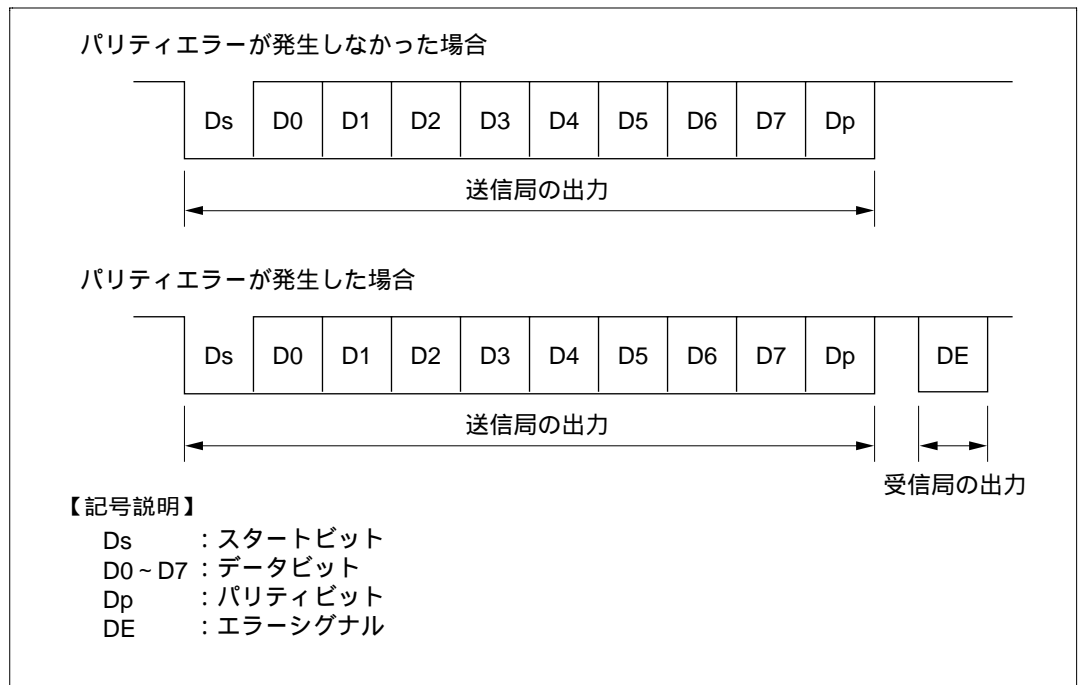 パリティエラーが発生しなかった場合
Ds D0 D1 D2 D3 D4 D5 D6 D7 Dp
送信局の出力
パリティエラーが発生した場合
Ds D0 D1 D2 D3 D4 D5 D6 D7 Dp DE
送信局の出力
受信局の出力
【記号説明】
Ds :スタートビット
D0~D7:データビット
Dp :パリティビット
DE :エラーシグナル